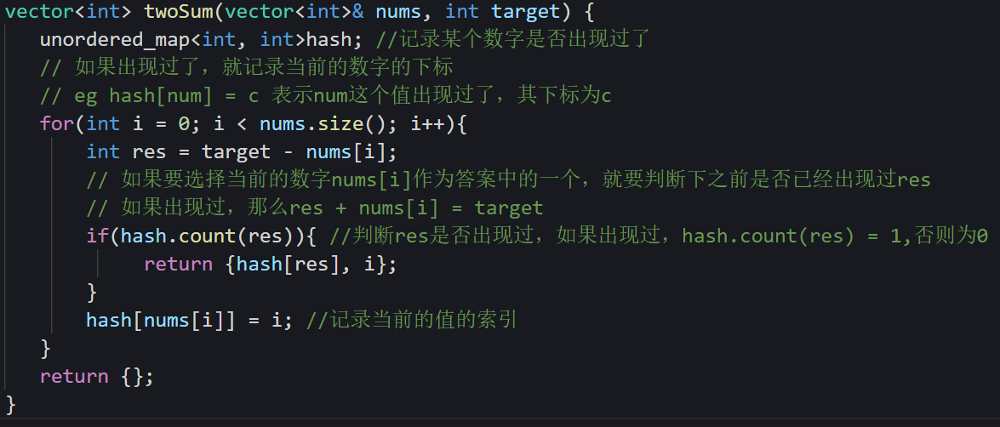 vector<int> twoSum(vector<int>& nums, int target) {
unordered_map<int, int>hash; //记录某个数字是否出现过了
// 如果出现过了，就记录当前的数字的下标
// eg hash[num] = c 表示num这个值出现过了，其下标为c
for(int i = 0; i < nums.size(); i++){
int res = target - nums[i];
// 如果要选择当前的数字nums[i]作为答案中的一个，就要判断下之前是否已经出现过res
// 如果出现过，那么res + nums[i] = target
if(hash.count(res)){ //判断res是否出现过，如果出现过，hash.count(res) = 1,否则为0
return {hash[res], i};
}
hash[nums[i]] = i; //记录当前的值的索引
}
return {};
}